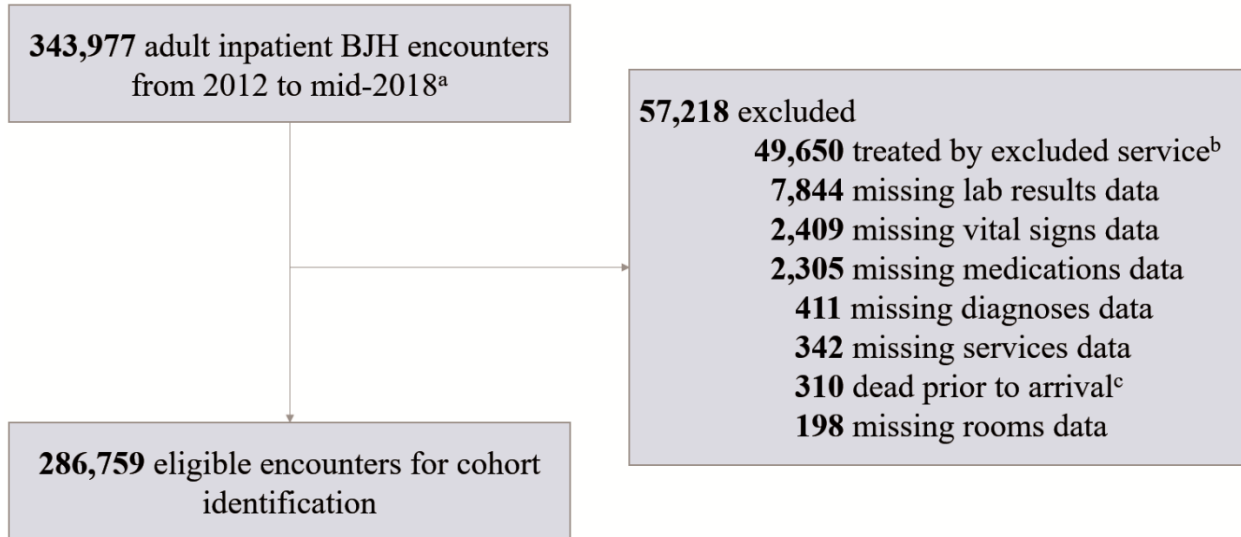 343,977 adult inpatient BJH encounters
from 2012 to mid-2018ᵃ
57,218 excluded
49,650 treated by excluded serviceᵇ
7,844 missing lab results data
2,409 missing vital signs data
2,305 missing medications data
411 missing diagnoses data
342 missing services data
310 dead prior to arrivalᶜ
198 missing rooms data
286,759 eligible encounters for cohort
identification